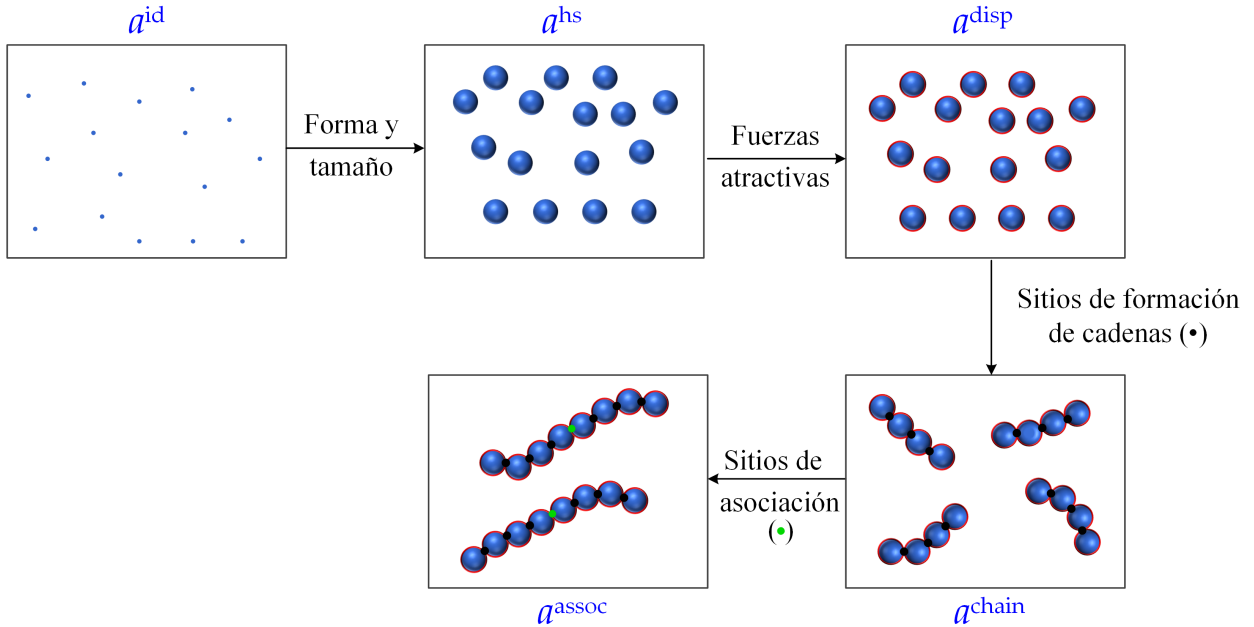 a^id
a^hs
a^disp
Forma y
tamaño
Fuerzas
atractivas
Sitios de formación
de cadenas (•)
Sitios de
asociación
(•)
a^assoc
a^chain